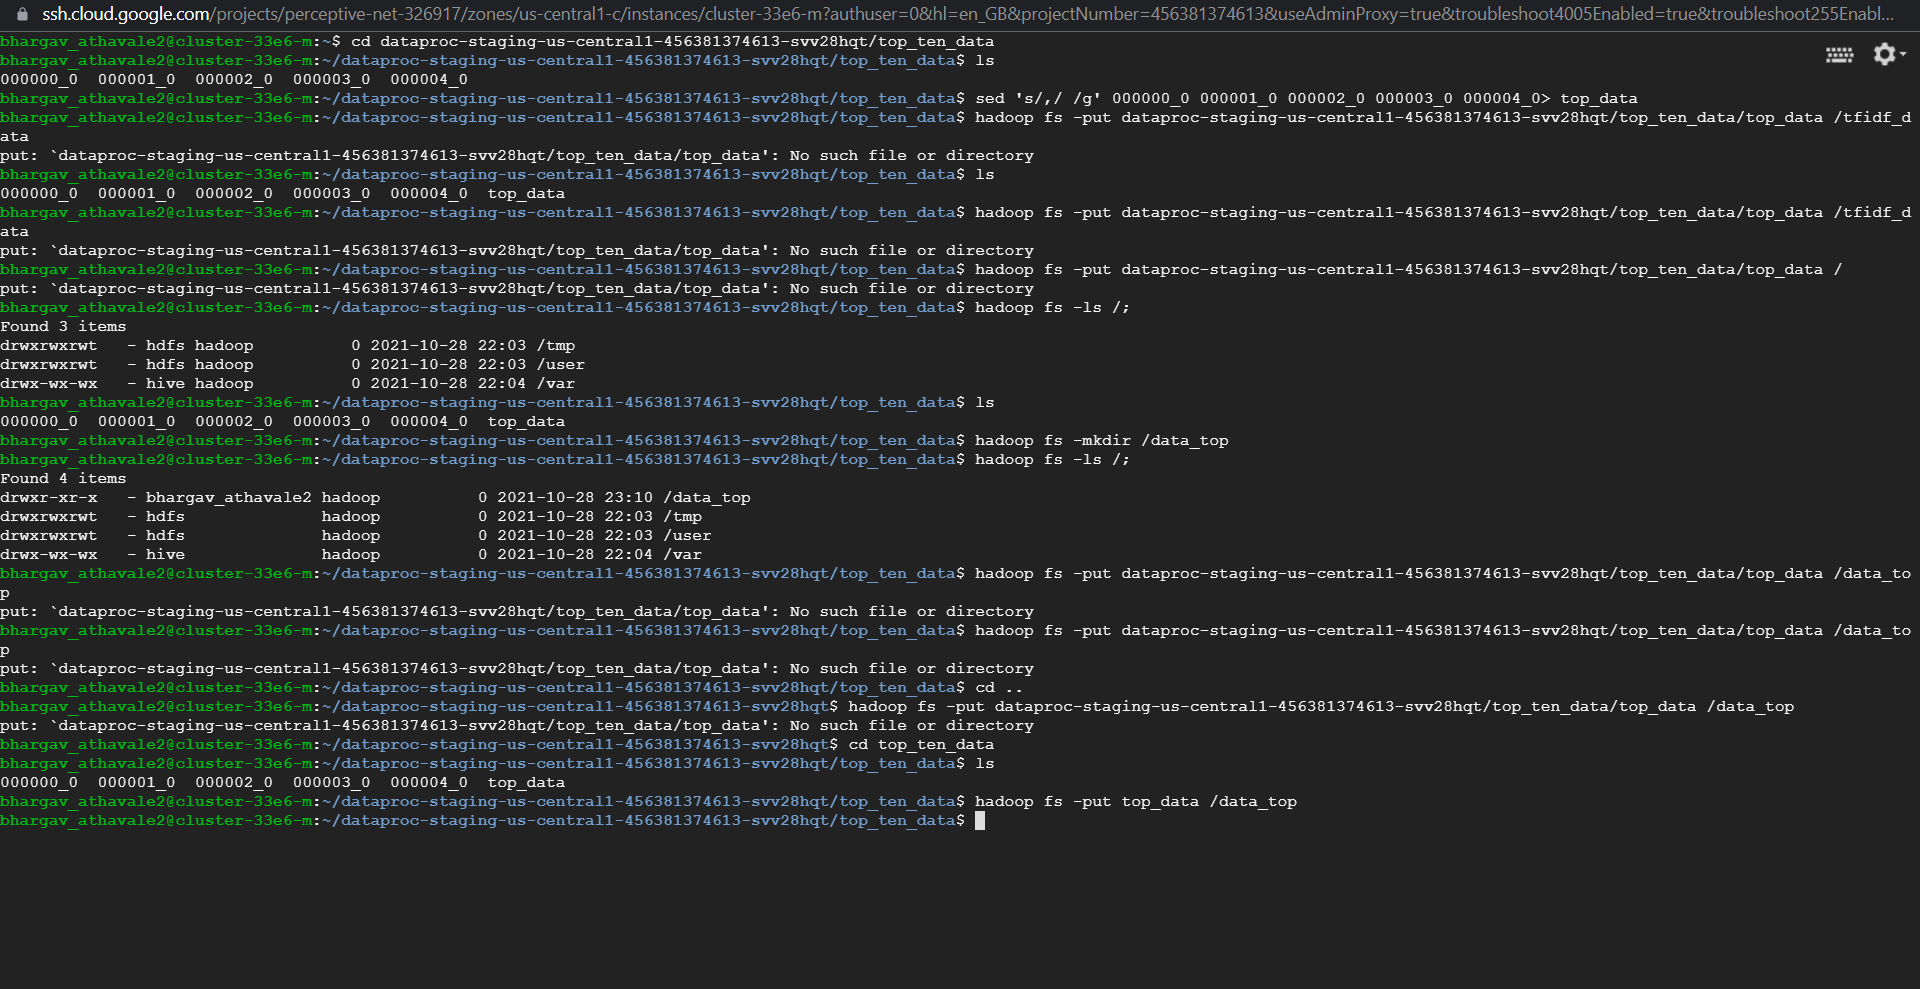 ssh.cloud.google.com/projects/perceptive-net-326917/zones/us-central1-c/instances/cluster-33e6-m?authuser=0&hl=en_GB&projectNumber=456381374613&useAdminProxy=true&troubleshoot4005Enabled=true&troubleshoot255Enabl...
bhargav_athavale2@cluster-33e6-m:~$ cd dataproc-staging-us-central1-456381374613-svv28hqt/top_ten_data
bhargav_athavale2@cluster-33e6-m:~/dataproc-staging-us-central1-456381374613-svv28hqt/top_ten_data$ ls
000000_0  000001_0  000002_0  000003_0  000004_0
bhargav_athavale2@cluster-33e6-m:~/dataproc-staging-us-central1-456381374613-svv28hqt/top_ten_data$ sed 's/,/ /g' 000000_0 000001_0 000002_0 000003_0 000004_0> top_data
bhargav_athavale2@cluster-33e6-m:~/dataproc-staging-us-central1-456381374613-svv28hqt/top_ten_data$ hadoop fs -put dataproc-staging-us-central1-456381374613-svv28hqt/top_ten_data/top_data /tfidf_d
ata
put: `dataproc-staging-us-central1-456381374613-svv28hqt/top_ten_data/top_data': No such file or directory
bhargav_athavale2@cluster-33e6-m:~/dataproc-staging-us-central1-456381374613-svv28hqt/top_ten_data$ ls
000000_0  000001_0  000002_0  000003_0  000004_0  top_data
bhargav_athavale2@cluster-33e6-m:~/dataproc-staging-us-central1-456381374613-svv28hqt/top_ten_data$ hadoop fs -put dataproc-staging-us-central1-456381374613-svv28hqt/top_ten_data/top_data /tfidf_d
ata
put: `dataproc-staging-us-central1-456381374613-svv28hqt/top_ten_data/top_data': No such file or directory
bhargav_athavale2@cluster-33e6-m:~/dataproc-staging-us-central1-456381374613-svv28hqt/top_ten_data$ hadoop fs -put dataproc-staging-us-central1-456381374613-svv28hqt/top_ten_data/top_data /
put: `dataproc-staging-us-central1-456381374613-svv28hqt/top_ten_data/top_data': No such file or directory
bhargav_athavale2@cluster-33e6-m:~/dataproc-staging-us-central1-456381374613-svv28hqt/top_ten_data$ hadoop fs -ls /;
Found 3 items
drwxrwxrwt   - hdfs hadoop          0 2021-10-28 22:03 /tmp
drwxrwxrwt   - hdfs hadoop          0 2021-10-28 22:03 /user
drwx-wx-wx   - hive hadoop          0 2021-10-28 22:04 /var
bhargav_athavale2@cluster-33e6-m:~/dataproc-staging-us-central1-456381374613-svv28hqt/top_ten_data$ ls
000000_0  000001_0  000002_0  000003_0  000004_0  top_data
bhargav_athavale2@cluster-33e6-m:~/dataproc-staging-us-central1-456381374613-svv28hqt/top_ten_data$ hadoop fs -mkdir /data_top
bhargav_athavale2@cluster-33e6-m:~/dataproc-staging-us-central1-456381374613-svv28hqt/top_ten_data$ hadoop fs -ls /;
Found 4 items
drwxr-xr-x   - bhargav_athavale2 hadoop          0 2021-10-28 23:10 /data_top
drwxrwxrwt   - hdfs              hadoop          0 2021-10-28 22:03 /tmp
drwxrwxrwt   - hdfs              hadoop          0 2021-10-28 22:03 /user
drwx-wx-wx   - hive              hadoop          0 2021-10-28 22:04 /var
bhargav_athavale2@cluster-33e6-m:~/dataproc-staging-us-central1-456381374613-svv28hqt/top_ten_data$ hadoop fs -put dataproc-staging-us-central1-456381374613-svv28hqt/top_ten_data/top_data /data_to
p
put: `dataproc-staging-us-central1-456381374613-svv28hqt/top_ten_data/top_data': No such file or directory
bhargav_athavale2@cluster-33e6-m:~/dataproc-staging-us-central1-456381374613-svv28hqt/top_ten_data$ hadoop fs -put dataproc-staging-us-central1-456381374613-svv28hqt/top_ten_data/top_data /data_to
p
put: `dataproc-staging-us-central1-456381374613-svv28hqt/top_ten_data/top_data': No such file or directory
bhargav_athavale2@cluster-33e6-m:~/dataproc-staging-us-central1-456381374613-svv28hqt/top_ten_data$ cd ..
bhargav_athavale2@cluster-33e6-m:~/dataproc-staging-us-central1-456381374613-svv28hqt$ hadoop fs -put dataproc-staging-us-central1-456381374613-svv28hqt/top_ten_data/top_data /data_top
put: `dataproc-staging-us-central1-456381374613-svv28hqt/top_ten_data/top_data': No such file or directory
bhargav_athavale2@cluster-33e6-m:~/dataproc-staging-us-central1-456381374613-svv28hqt$ cd top_ten_data
bhargav_athavale2@cluster-33e6-m:~/dataproc-staging-us-central1-456381374613-svv28hqt/top_ten_data$ ls
000000_0  000001_0  000002_0  000003_0  000004_0  top_data
bhargav_athavale2@cluster-33e6-m:~/dataproc-staging-us-central1-456381374613-svv28hqt/top_ten_data$ hadoop fs -put top_data /data_top
bhargav_athavale2@cluster-33e6-m:~/dataproc-staging-us-central1-456381374613-svv28hqt/top_ten_data$